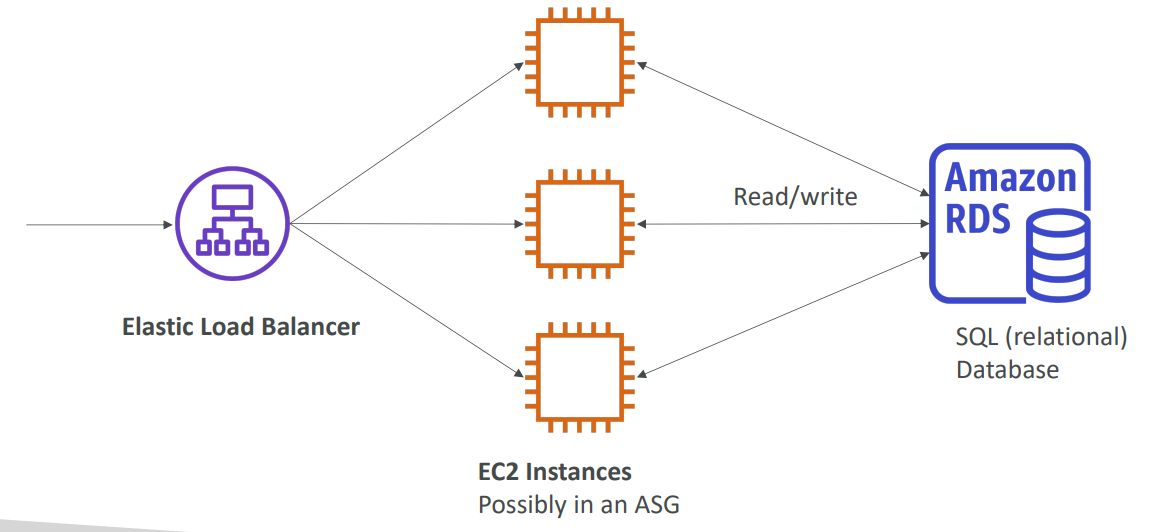 Amazon
RDS
Read/write
Elastic Load Balancer
SQL (relational)
Database
EC2 Instances
Possibly in an ASG